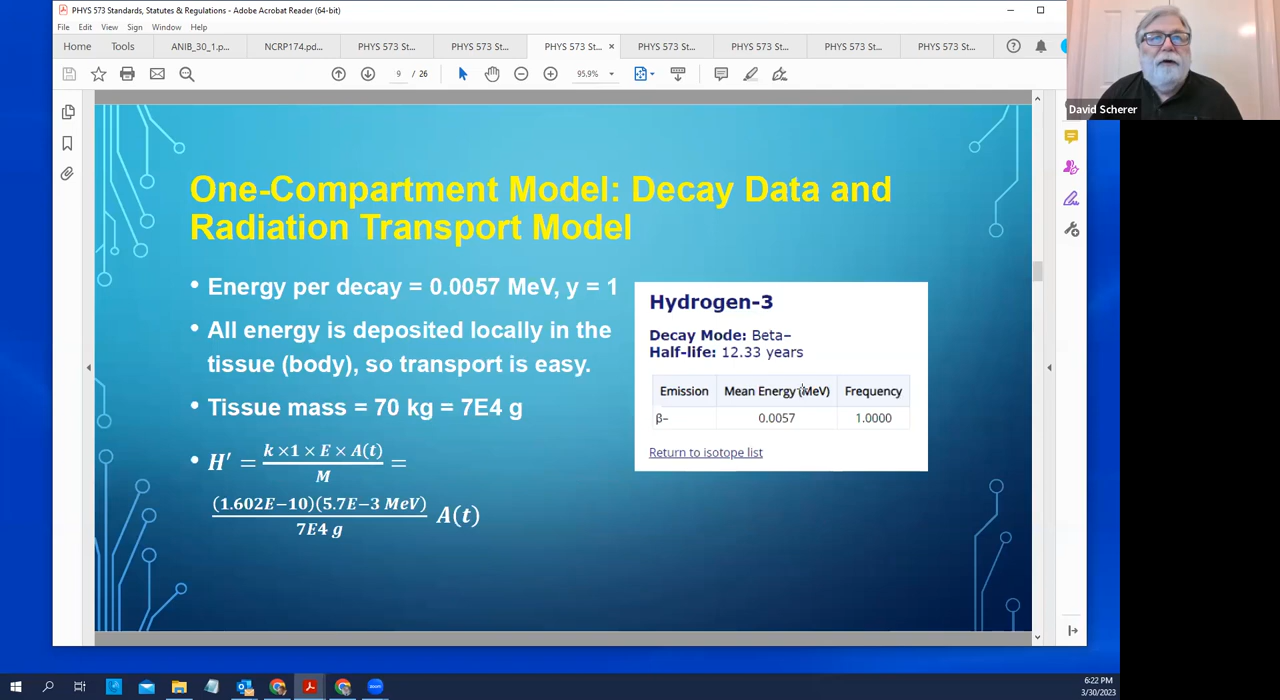 PHYS 573 Standards, Statutes & Regulations - Adobe Acrobat Reader (64-bit)
File Edit View Sign Window Help
Home Tools ANIB_30_1.p... NCRP174.pd... PHYS 573 St... PHYS 573 St... PHYS 573 St... × PHYS 573 St... PHYS 573 St... PHYS 573 St... PHYS 573 St...
9 / 26 95.9%
David Scherer
One-Compartment Model: Decay Data and
Radiation Transport Model
• Energy per decay = 0.0057 MeV, y = 1
• All energy is deposited locally in the
tissue (body), so transport is easy.
• Tissue mass = 70 kg = 7E4 g
• H′ = k ×1 × E × A(t) / M =
(1.602E−10)(5.7E−3 MeV) / 7E4 g A(t)
Hydrogen-3
Decay Mode: Beta–
Half-life: 12.33 years
Emission Mean Energy (MeV) Frequency
β– 0.0057 1.0000
Return to isotope list
6:22 PM
3/30/2023